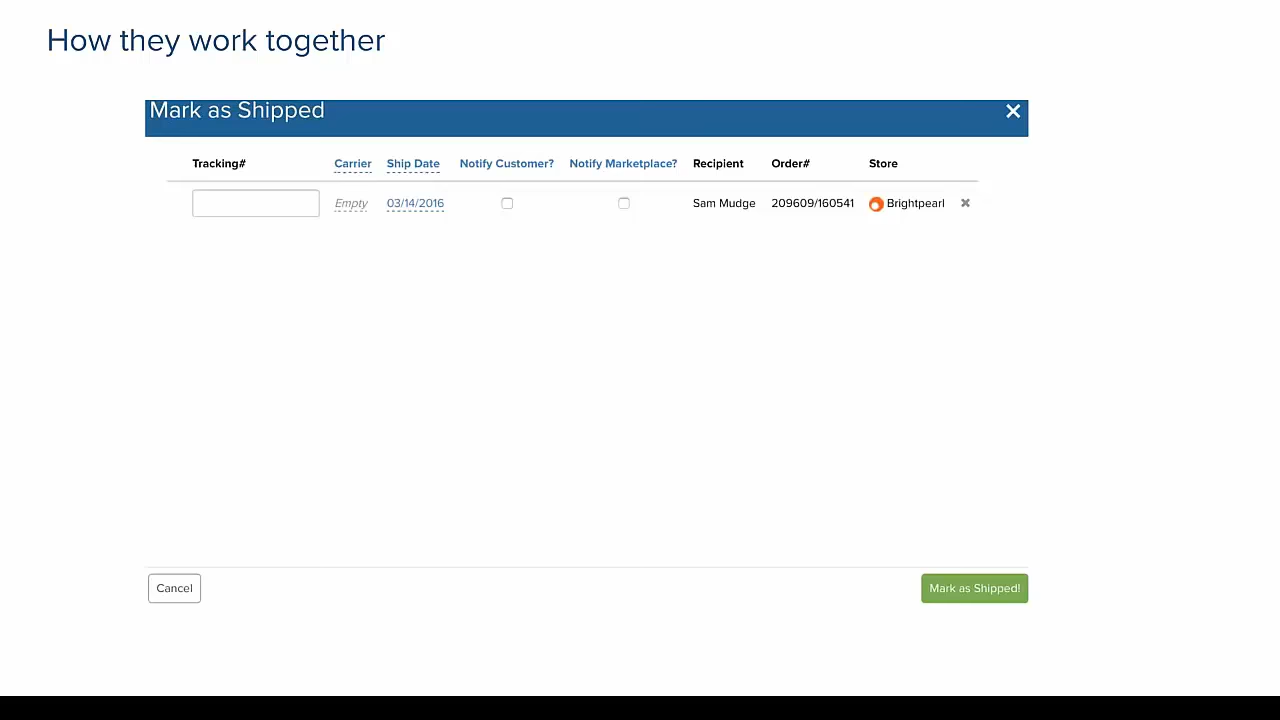 How they work together
Mark as Shipped
Tracking# Carrier Ship Date Notify Customer? Notify Marketplace? Recipient Order# Store
Empty 03/14/2016 Sam Mudge 209609/160541 Brightpearl
Cancel Mark as Shipped!